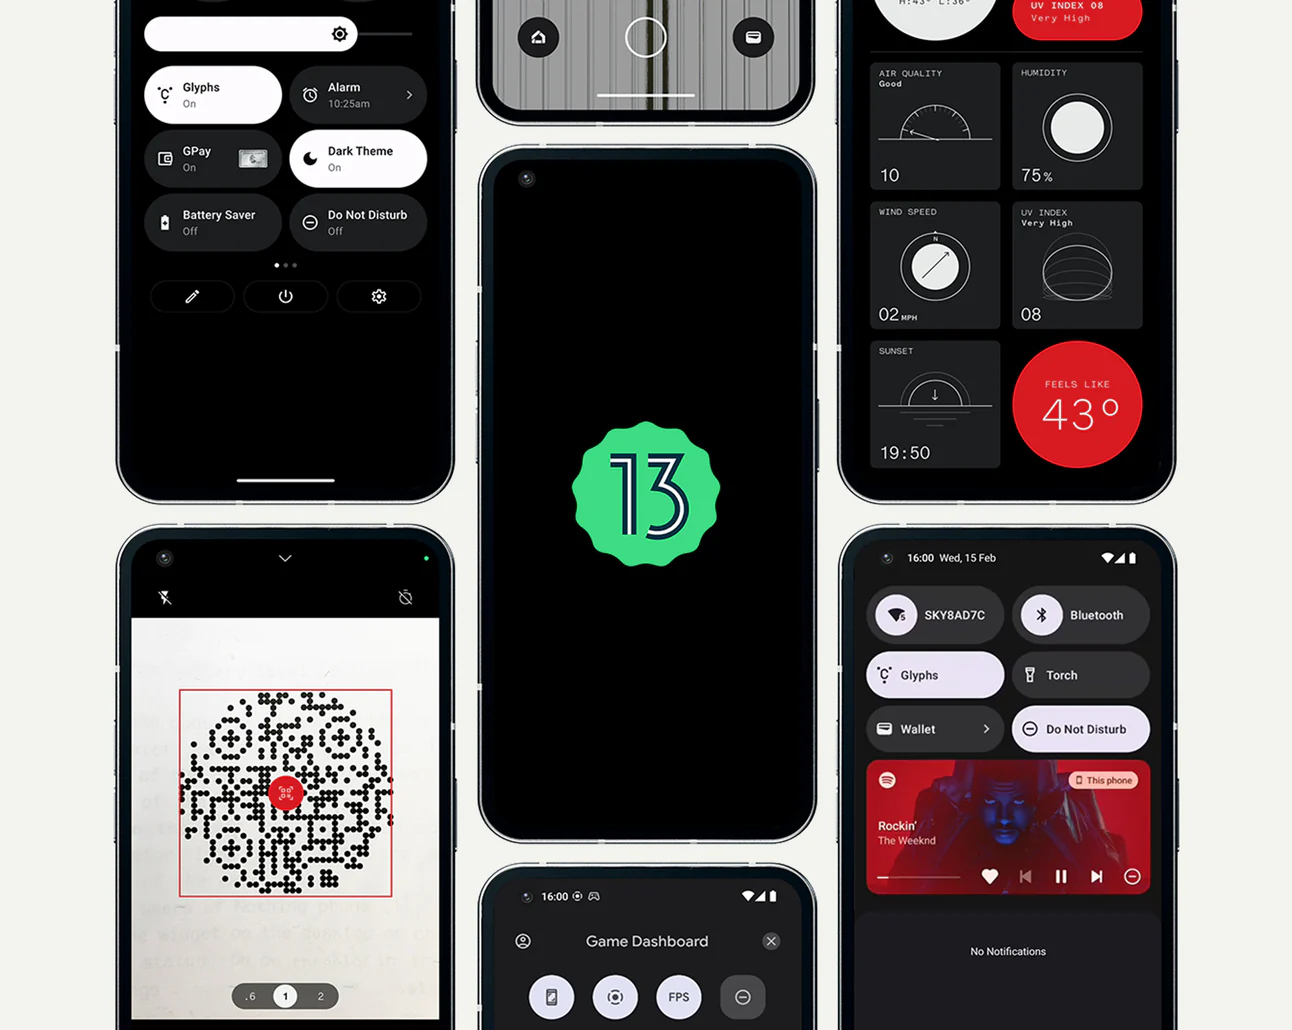 Glyphs
On
Alarm
10:25am
GPay
On
Dark Theme
On
Battery Saver
Off
Do Not Disturb
Off
H:43° L:36°
UV INDEX 08
Very High
AIR QUALITY
Good
10
HUMIDITY
75%
WIND SPEED
N
02 MPH
UV INDEX
Very High
08
SUNSET
19:50
FEELS LIKE
43°
13
.6
1
2
16:00
Game Dashboard
FPS
16:00 Wed, 15 Feb
SKY8AD7C
Bluetooth
Glyphs
Torch
Wallet
Do Not Disturb
This phone
Rockin'
The Weeknd
No Notifications